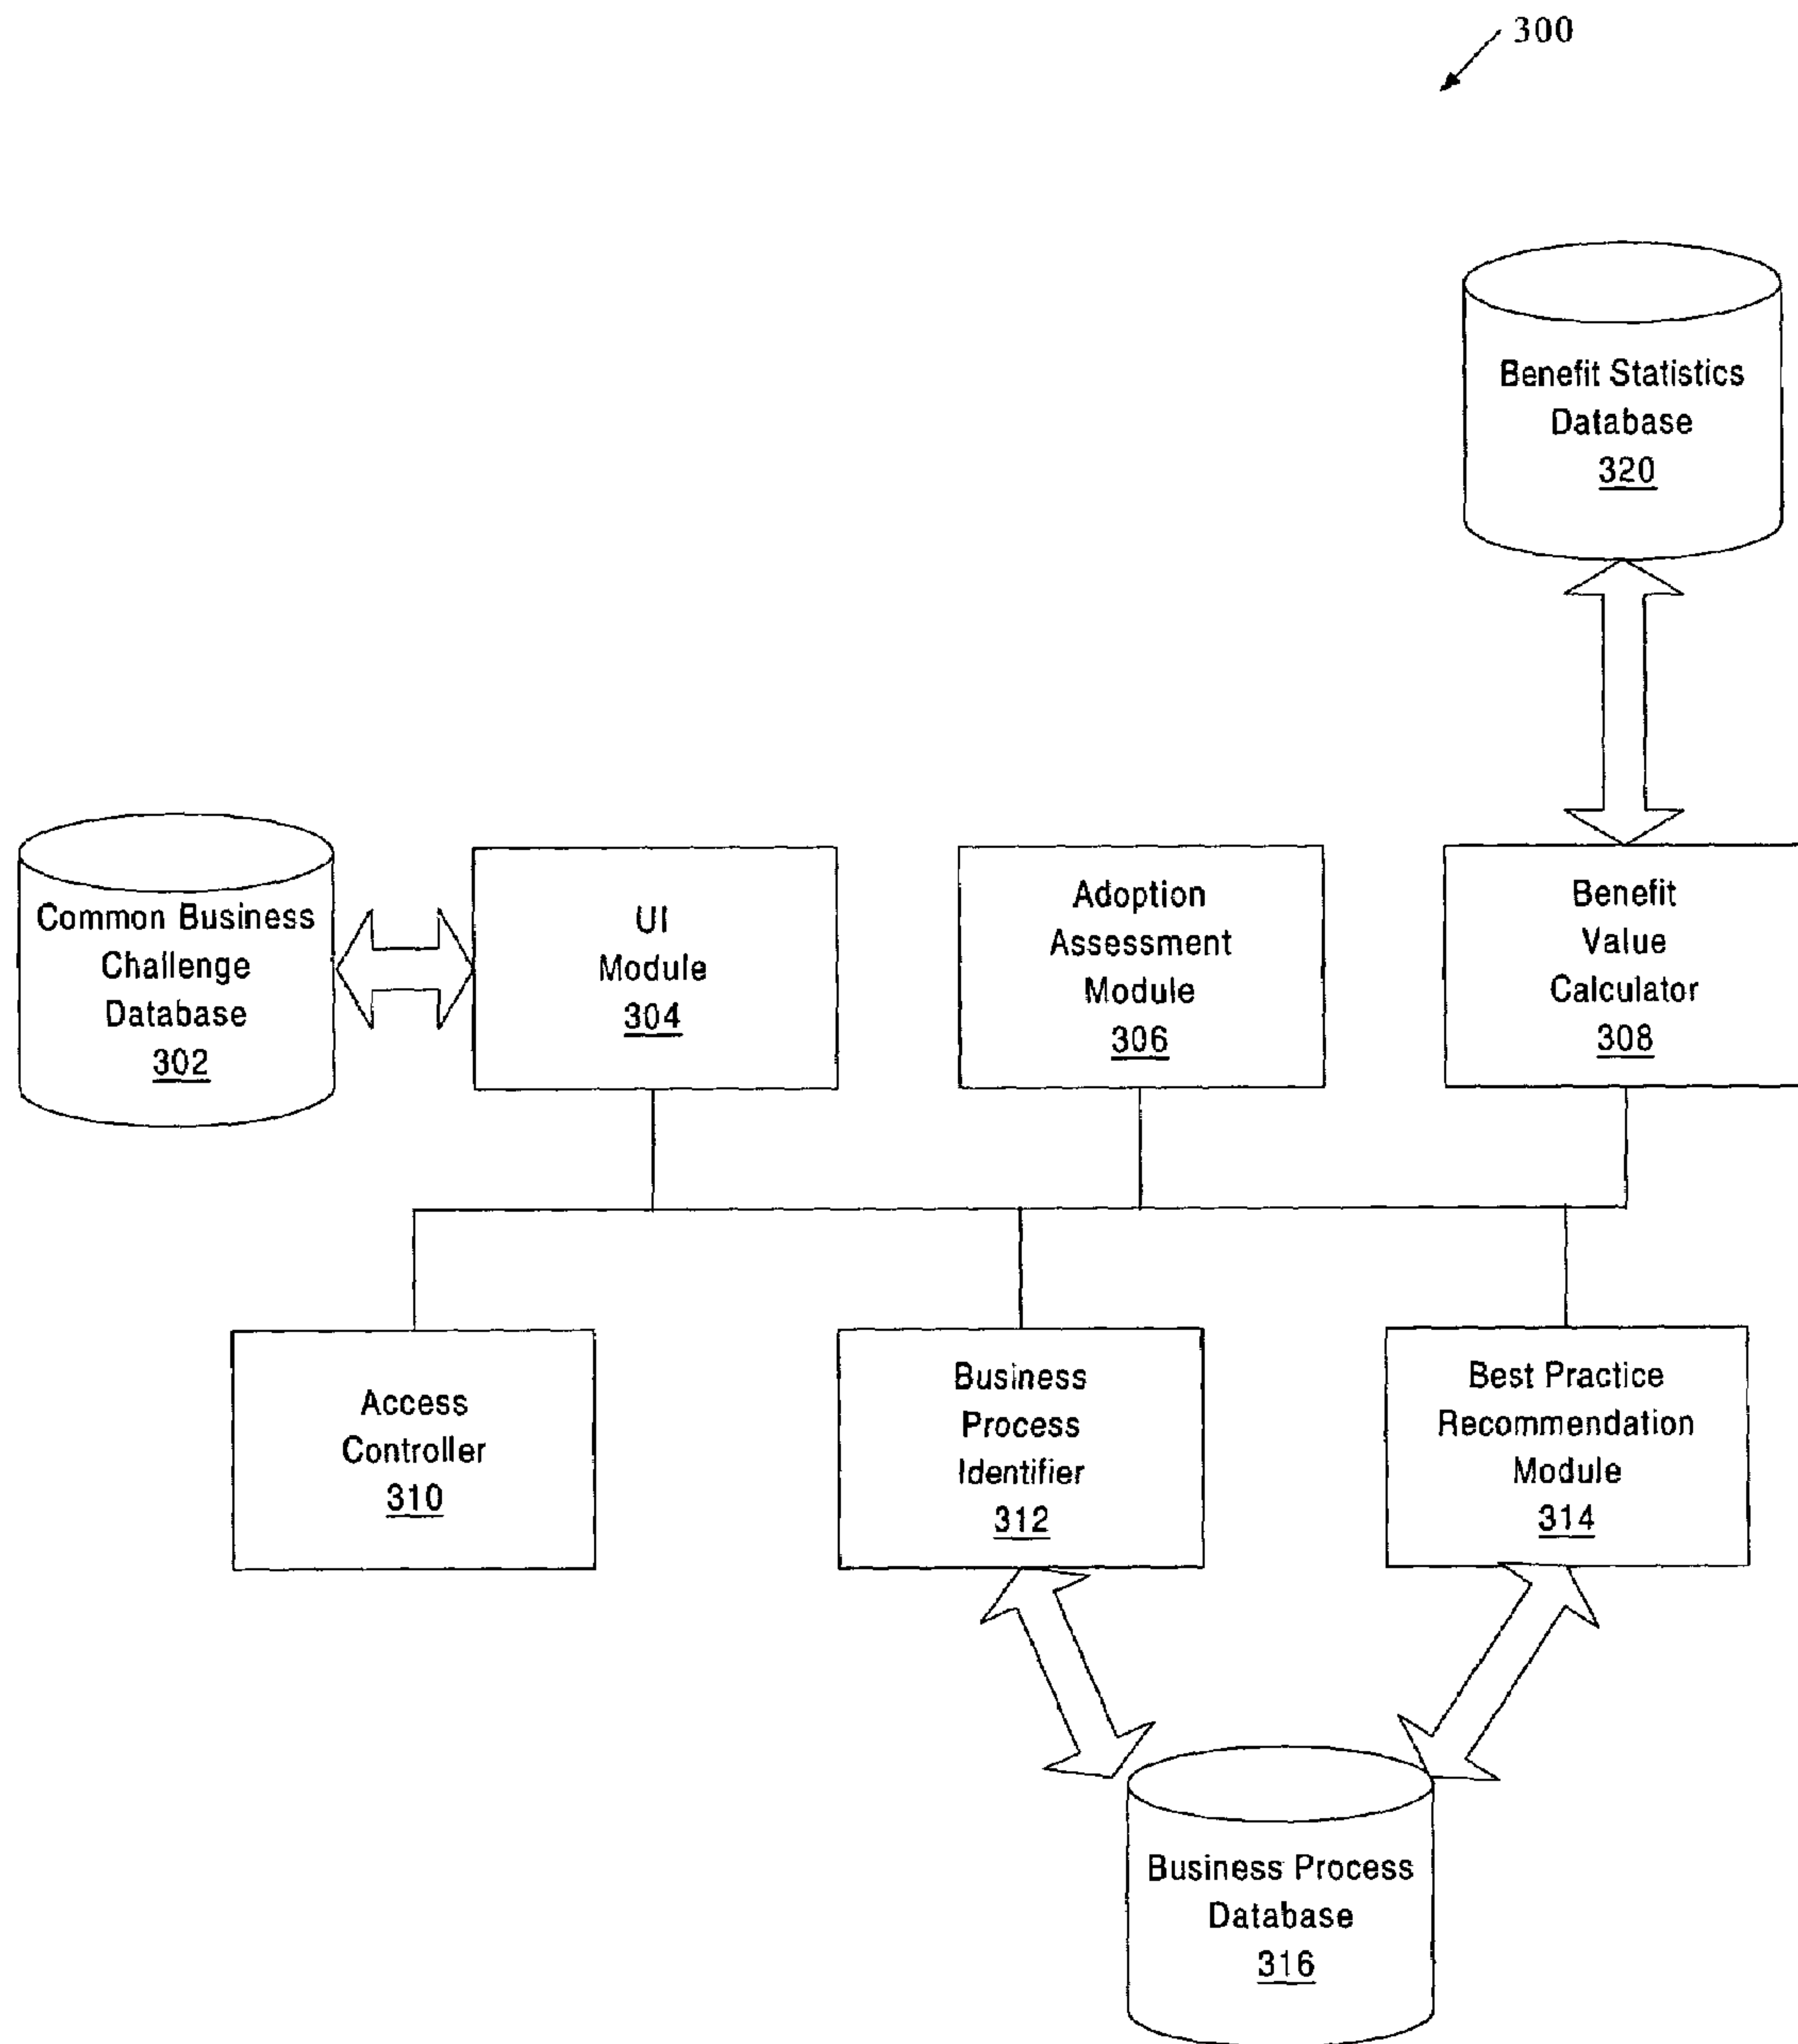 300
Benefit Statistics
Database
320
Common Business
Challenge
Database
302
UI
Module
304
Adoption
Assessment
Module
306
Benefit
Value
Calculator
308
Access
Controller
310
Business
Process
Identifier
312
Best Practice
Recommendation
Module
314
Business Process
Database
316